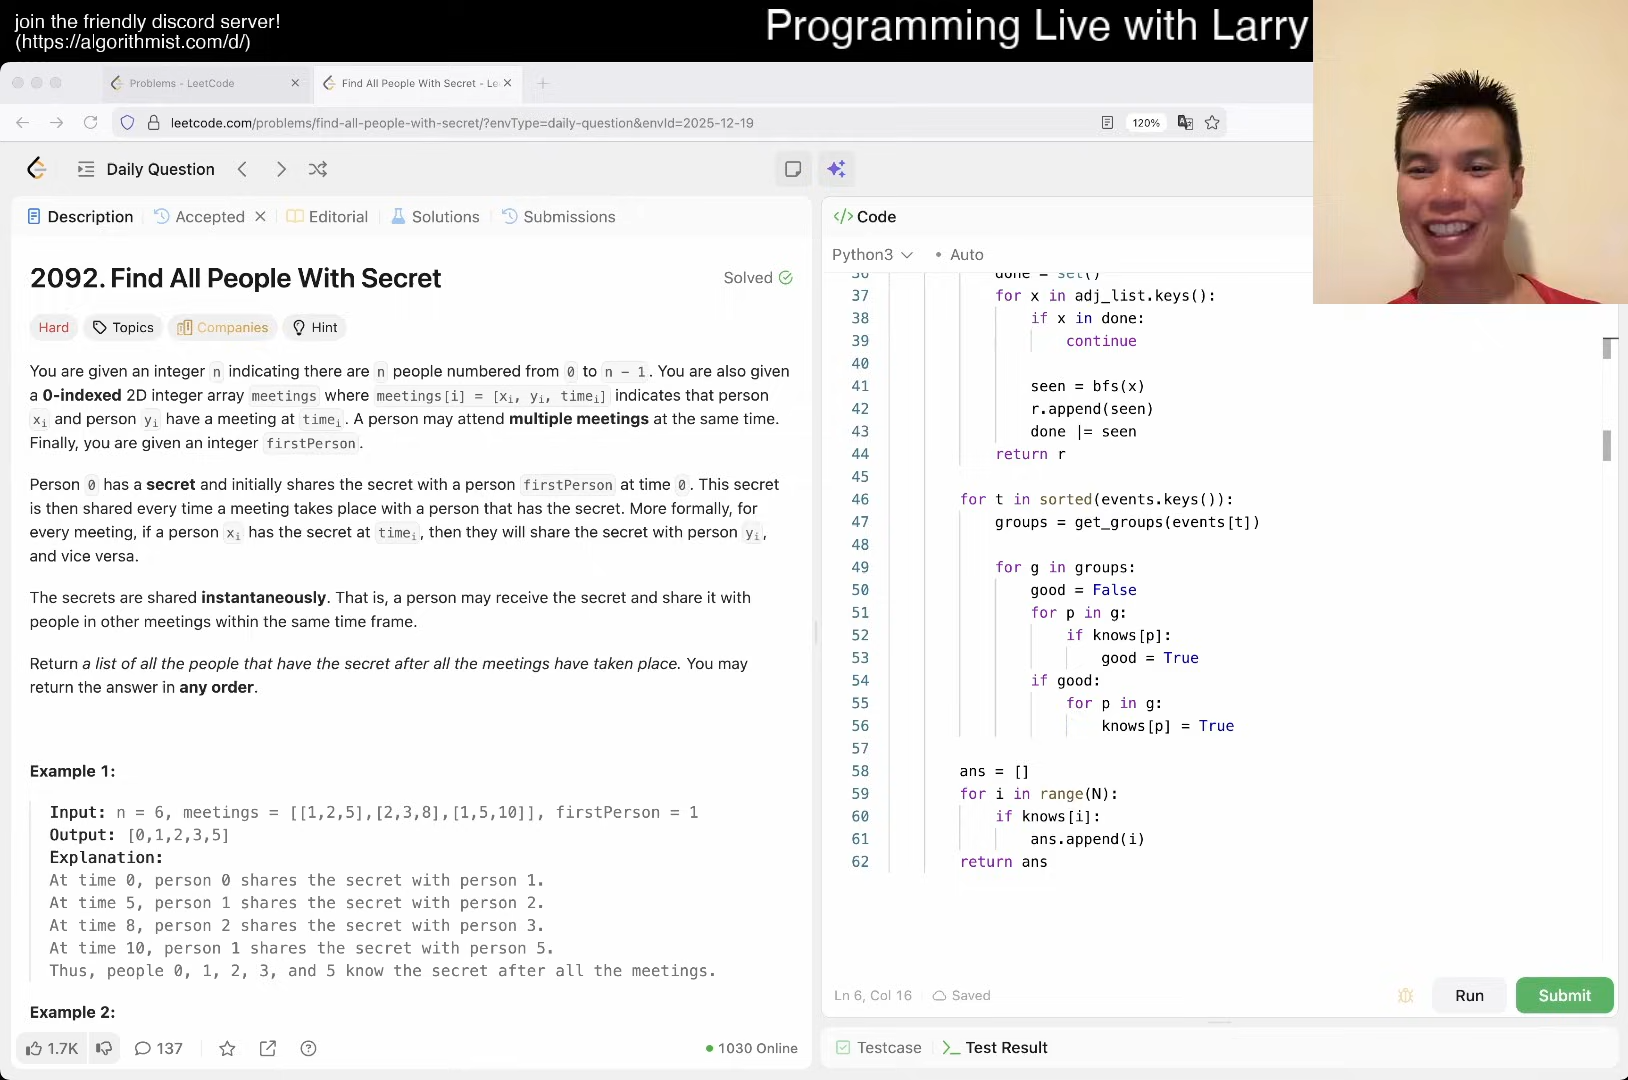 join the friendly discord server!
(https://algorithmist.com/d/)
Programming Live with Larry
Problems - LeetCode
Find All People With Secret - Le
leetcode.com/problems/find-all-people-with-secret/?envType=daily-question&envId=2025-12-19
120%
Daily Question
Description
Accepted
Editorial
Solutions
Submissions
2092. Find All People With Secret
Solved
Hard
Topics
Companies
Hint
You are given an integer n indicating there are n people numbered from 0 to n - 1. You are also given
a 0-indexed 2D integer array meetings where meetings[i] = [xi, yi, timei] indicates that person
xi and person yi have a meeting at timei. A person may attend multiple meetings at the same time.
Finally, you are given an integer firstPerson.
Person 0 has a secret and initially shares the secret with a person firstPerson at time 0. This secret
is then shared every time a meeting takes place with a person that has the secret. More formally, for
every meeting, if a person xi has the secret at timei, then they will share the secret with person yi,
and vice versa.
The secrets are shared instantaneously. That is, a person may receive the secret and share it with
people in other meetings within the same time frame.
Return a list of all the people that have the secret after all the meetings have taken place. You may
return the answer in any order.
Example 1:
Input: n = 6, meetings = [[1,2,5],[2,3,8],[1,5,10]], firstPerson = 1
Output: [0,1,2,3,5]
Explanation:
At time 0, person 0 shares the secret with person 1.
At time 5, person 1 shares the secret with person 2.
At time 8, person 2 shares the secret with person 3.
At time 10, person 1 shares the secret with person 5.
Thus, people 0, 1, 2, 3, and 5 know the secret after all the meetings.
Example 2:
1.7K
137
1030 Online
Code
Python3
Auto
36 done = set()
37 for x in adj_list.keys():
38 if x in done:
39 continue
40
41 seen = bfs(x)
42 r.append(seen)
43 done |= seen
44 return r
45
46 for t in sorted(events.keys()):
47 groups = get_groups(events[t])
48
49 for g in groups:
50 good = False
51 for p in g:
52 if knows[p]:
53 good = True
54 if good:
55 for p in g:
56 knows[p] = True
57
58 ans = []
59 for i in range(N):
60 if knows[i]:
61 ans.append(i)
62 return ans
Ln 6, Col 16
Saved
Run
Submit
Testcase
Test Result